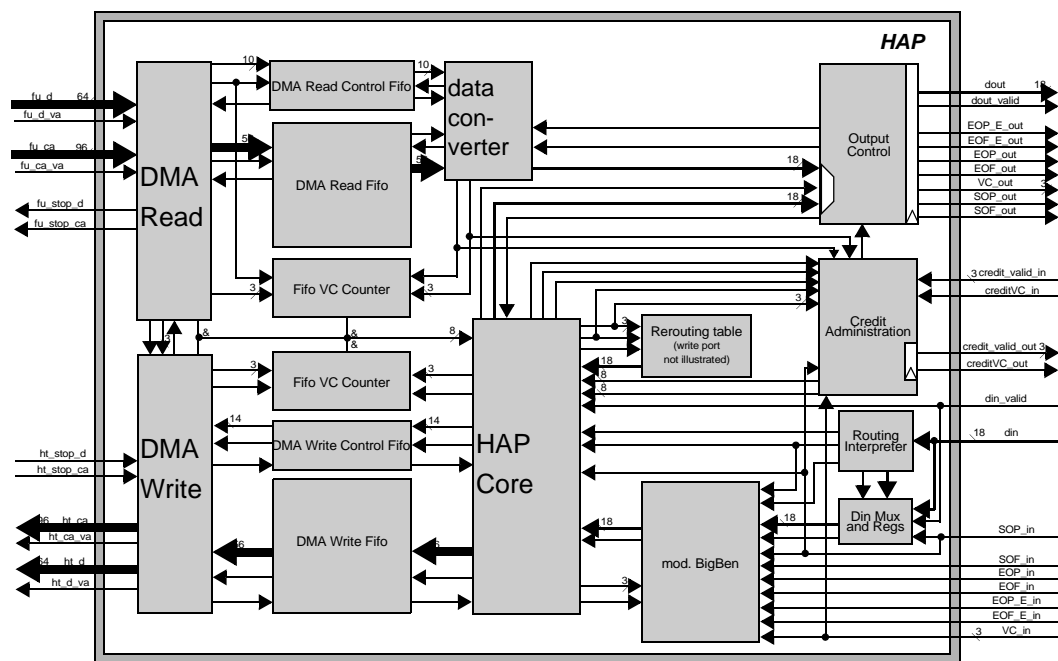 HAP
fu_d 64
fu_d_va
fu_ca 96
fu_ca_va
fu_stop_d
fu_stop_ca
ht_stop_d
ht_stop_ca
ht_ca
ht_ca_va
64 ht_d
ht_d_va
DMA
Read
DMA
Write
10
DMA Read Control Fifo
10
DMA Read Fifo
3
Fifo VC Counter
3
&
&
&
8
3
Fifo VC Counter
3
14
DMA Write Control Fifo
14
DMA Write Fifo
data
con-
verter
HAP
Core
18
18
Output
Control
3
Rerouting table
(write port
not illustrated)
18
8
8
3
Credit
Administration
Routing
Interpreter
Din Mux
and Regs
18
18
mod. BigBen
3
dout 18
dout_valid
EOP_E_out
EOF_E_out
EOP_out
EOF_out
VC_out 3
SOP_out
SOF_out
3 credit_valid_in
creditVC_in
credit_valid_out 3
creditVC_out
din_valid
18 din
SOP_in
SOF_in
EOP_in
EOF_in
EOP_E_in
EOF_E_in
3 VC_in